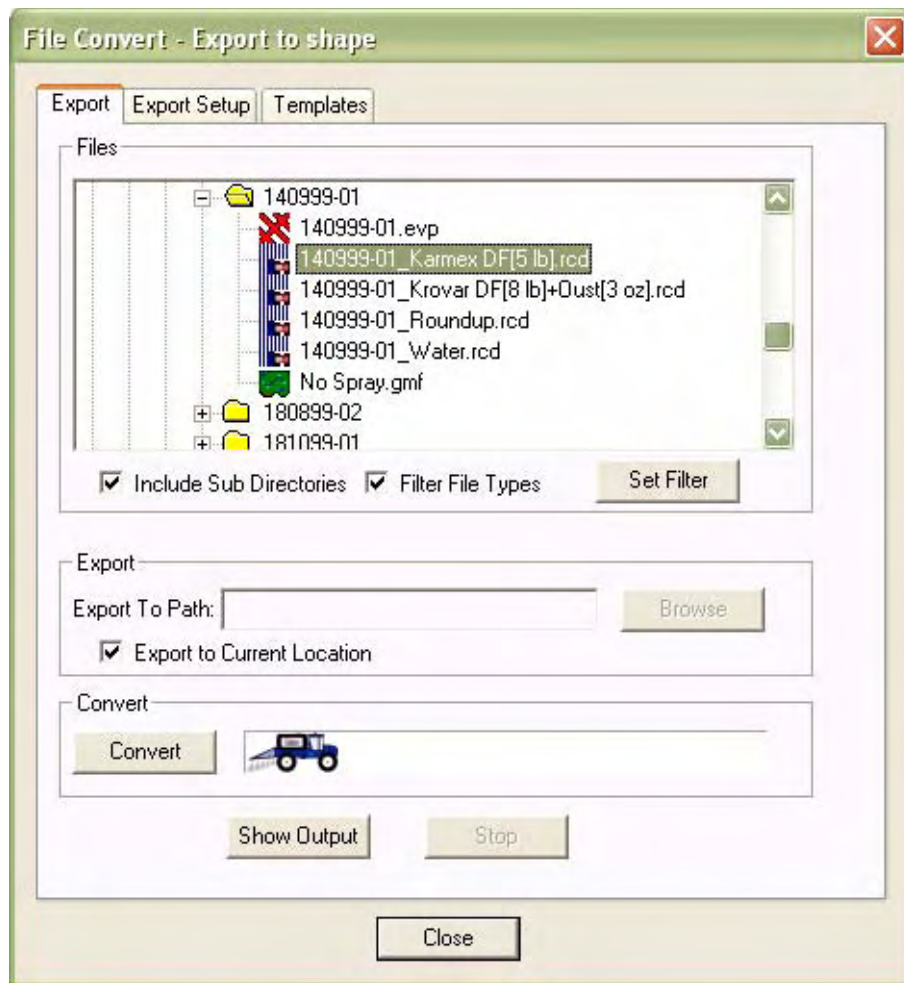 File Convert - Export to shape
Export Export Setup Templates
Files
140999-01
140999-01.evp
140999-01_Karmex DF[5 lb].rcd
140999-01_Krovar DF[8 lb]+Oust[3 oz].rcd
140999-01_Roundup.rcd
140999-01_Water.rcd
No Spray.gmf
180899-02
181099-01
Include Sub Directories Filter File Types Set Filter
Export
Export To Path: Browse
Export to Current Location
Convert
Convert
Show Output Stop
Close